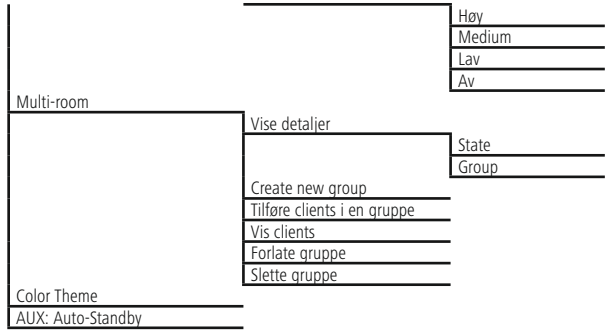 Høy
Medium
Lav
Av
Multi-room
Vise detaljer
State
Group
Create new group
Tilføre clients i en gruppe
Vis clients
Forlate gruppe
Slette gruppe
Color Theme
AUX: Auto-Standby